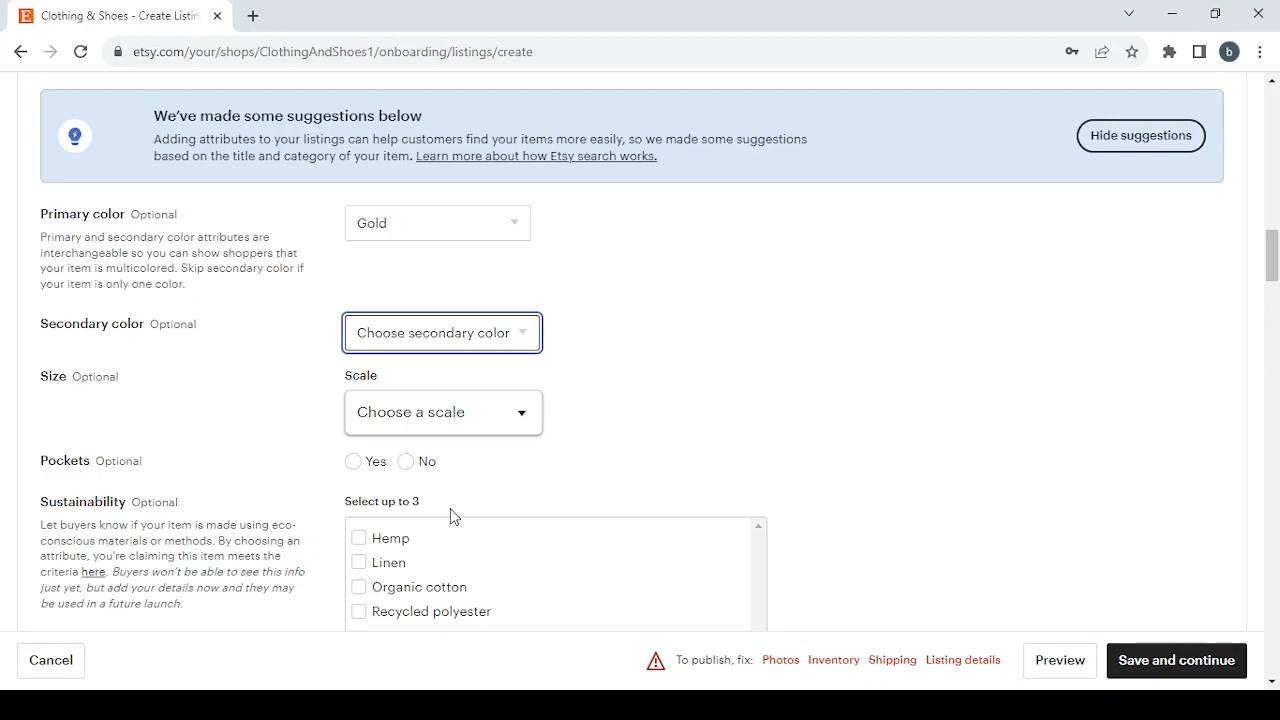 Clothing & Shoes - Create Listin
etsy.com/your/shops/ClothingAndShoes1/onboarding/listings/create
b
We've made some suggestions below
Adding attributes to your listings can help customers find your items more easily, so we made some suggestions
based on the title and category of your item. Learn more about how Etsy search works.
Hide suggestions
Primary color Optional
Gold
Primary and secondary color attributes are
interchangeable so you can show shoppers that
your item is multicolored. Skip secondary color if
your item is only one color.
Secondary color Optional
Choose secondary color
Size Optional
Scale
Choose a scale
Pockets Optional
Yes No
Sustainability Optional
Select up to 3
Let buyers know if your item is made using eco-
conscious materials or methods. By choosing an
attribute, you're claiming this item meets the
criteria here. Buyers won't be able to see this info
just yet, but add your details now and they may
be used in a future launch.
Hemp
Linen
Organic cotton
Recycled polyester
Cancel
To publish, fix: Photos Inventory Shipping Listing details
Preview
Save and continue